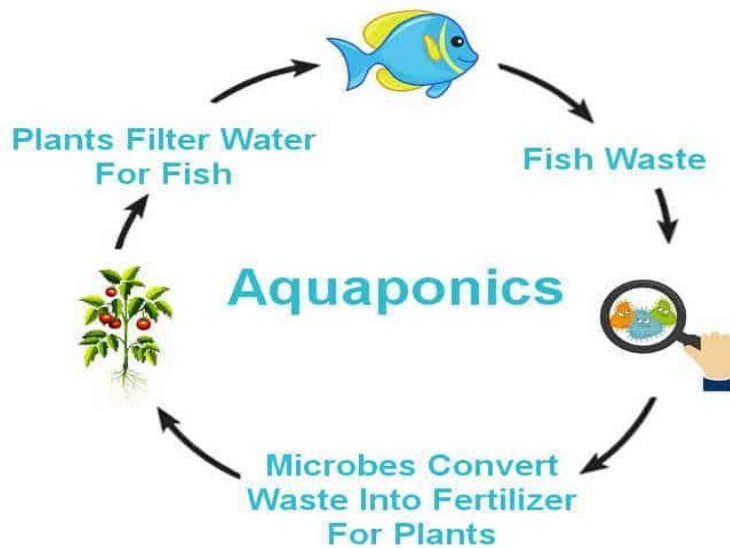 Plants Filter Water
For Fish
Fish Waste
Aquaponics
Microbes Convert
Waste Into Fertilizer
For Plants